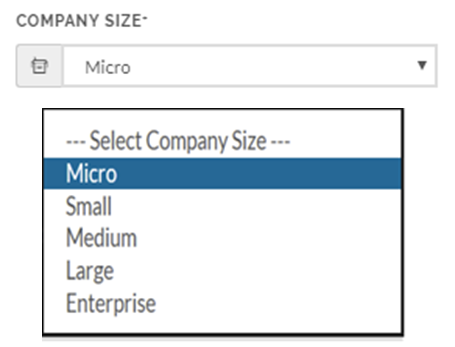 COMPANY SIZE*
Micro
--- Select Company Size ---
Micro
Small
Medium
Large
Enterprise